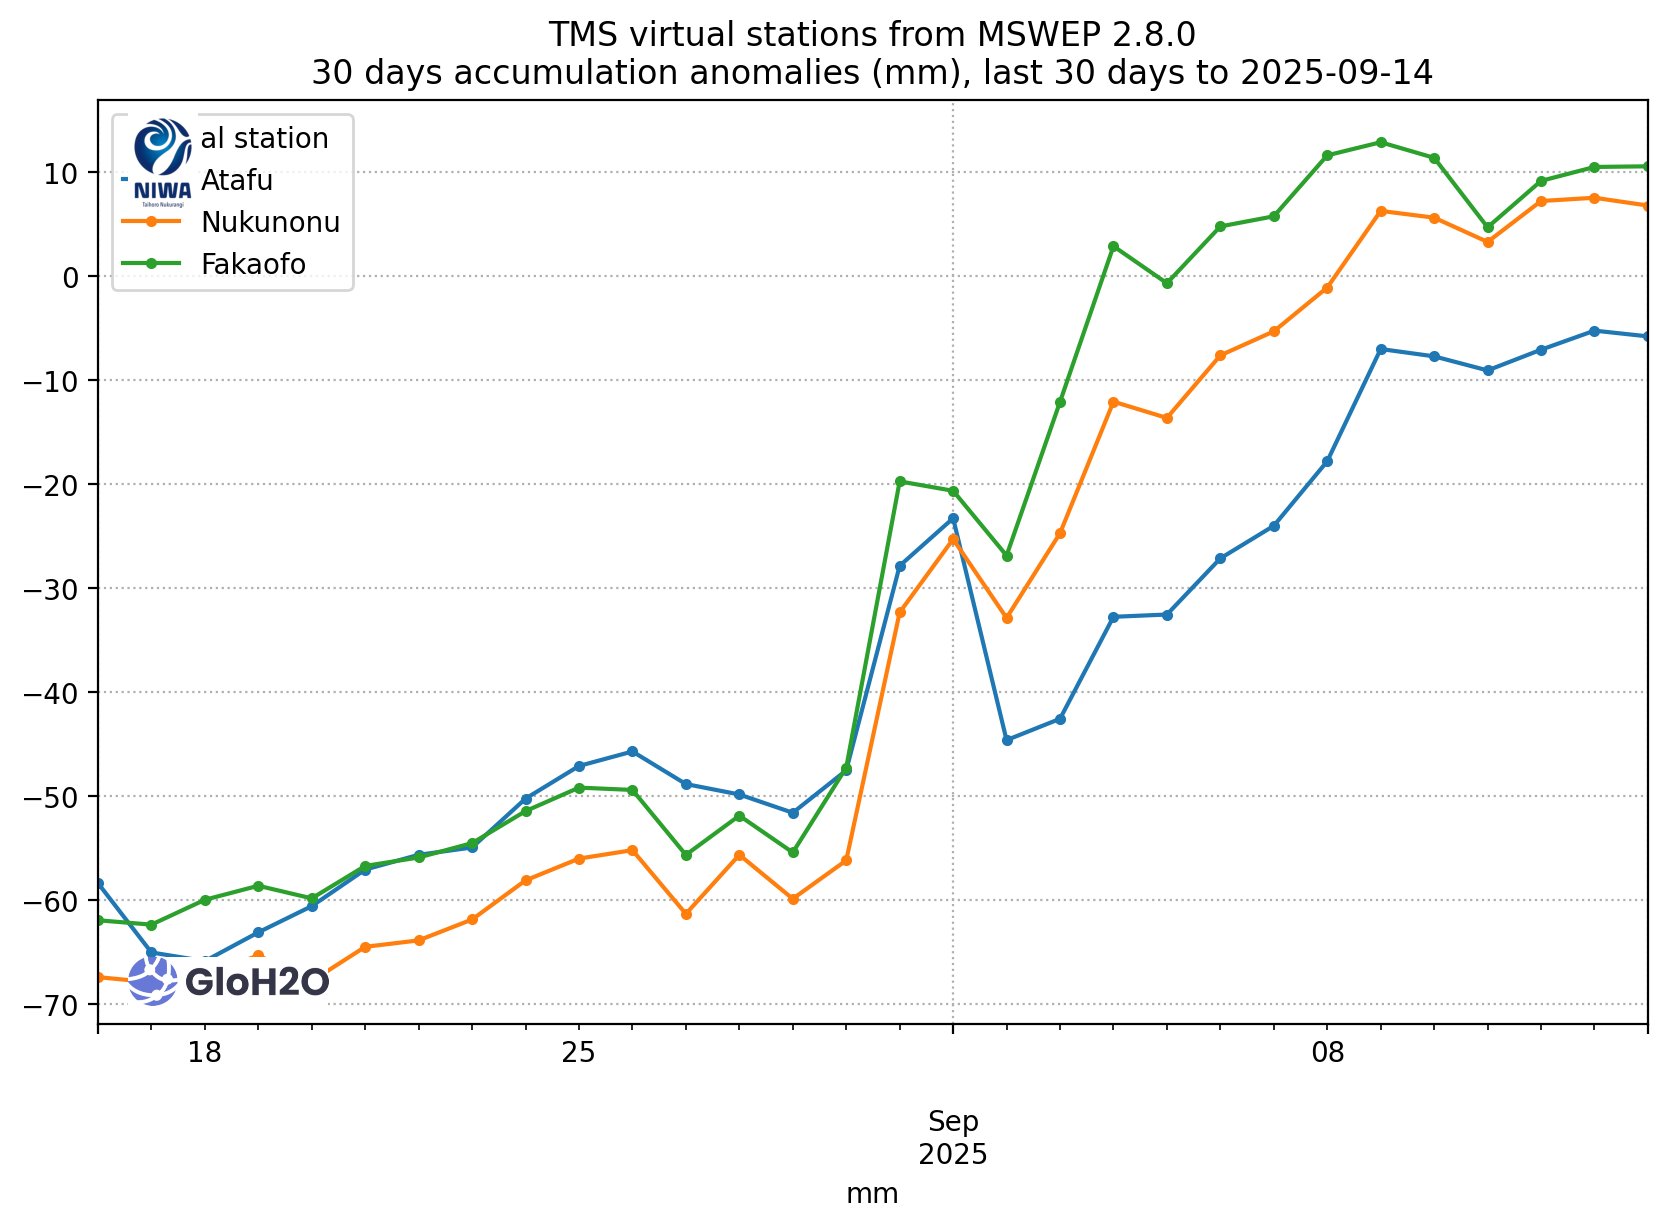 TMS virtual stations from MSWEP 2.8.0
30 days accumulation anomalies (mm), last 30 days to 2025-09-14
al station
NIWA
Taihoro Nukurangi
Atafu
Nukunonu
Fakaofo
10
0
−10
−20
−30
−40
−50
−60
−70
GloH2O
18
25
08
Sep
2025
mm